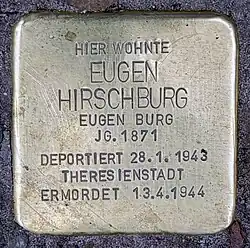 HIER WOHNTE
EUGEN
HIRSCHBURG
EUGEN BURG
JG. 1871
DEPORTIERT 28.1.1943
THERESIENSTADT
ERMORDET 13.4.1944